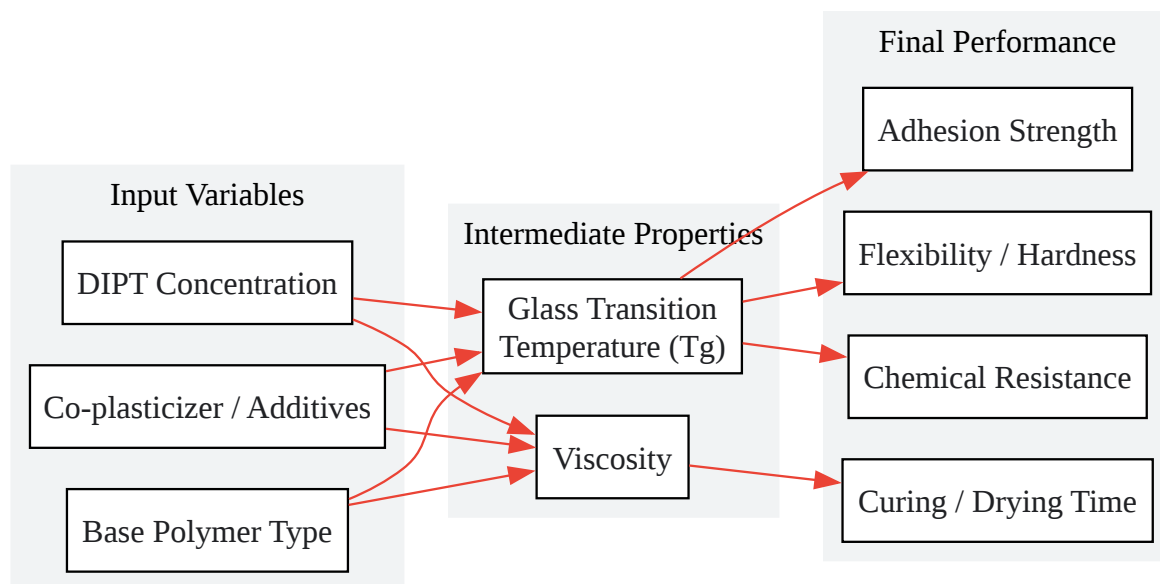 Input Variables
DIPT Concentration
Co-plasticizer / Additives
Base Polymer Type
Intermediate Properties
Glass Transition
Temperature (Tg)
Viscosity
Final Performance
Adhesion Strength
Flexibility / Hardness
Chemical Resistance
Curing / Drying Time